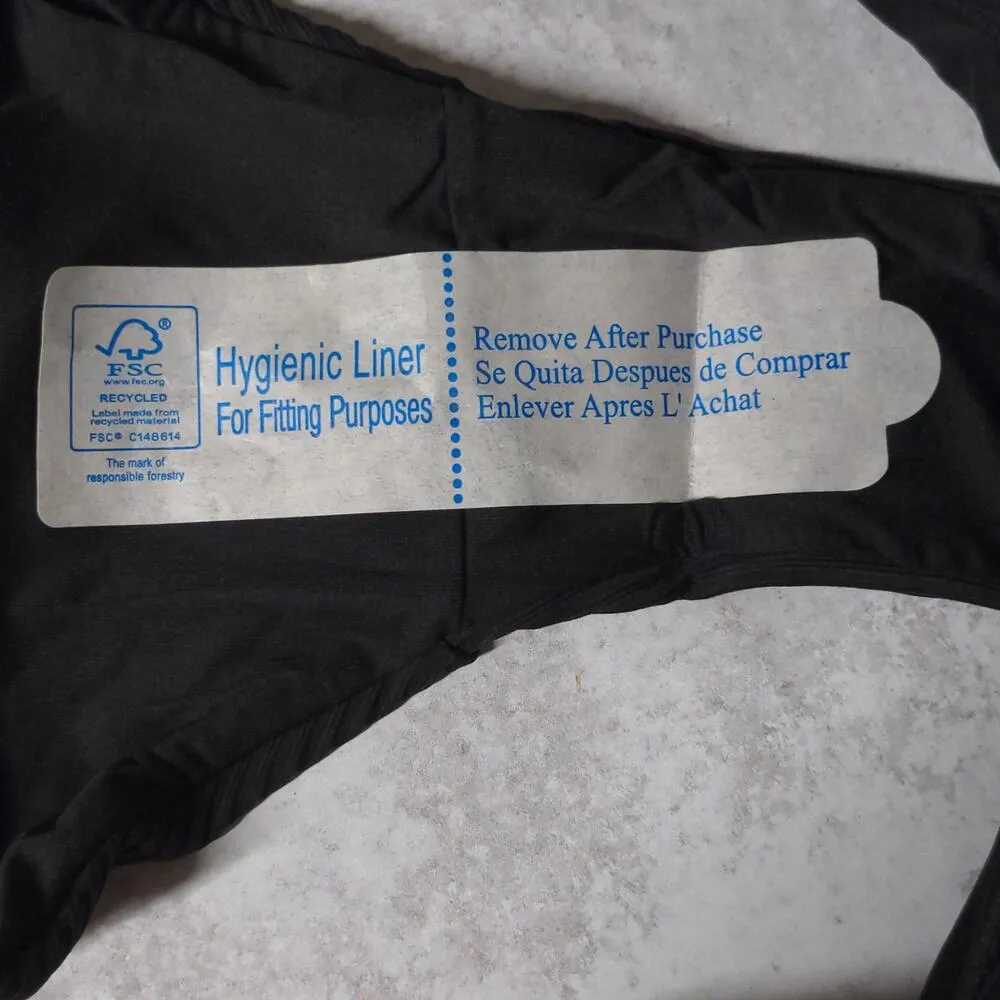 ®
FSC
www.fsc.org
RECYCLED
Label made from
recycled material
FSC® C148614
The mark of
responsible forestry
Hygienic Liner
For Fitting Purposes
Remove After Purchase
Se Quita Despues de Comprar
Enlever Apres L' Achat